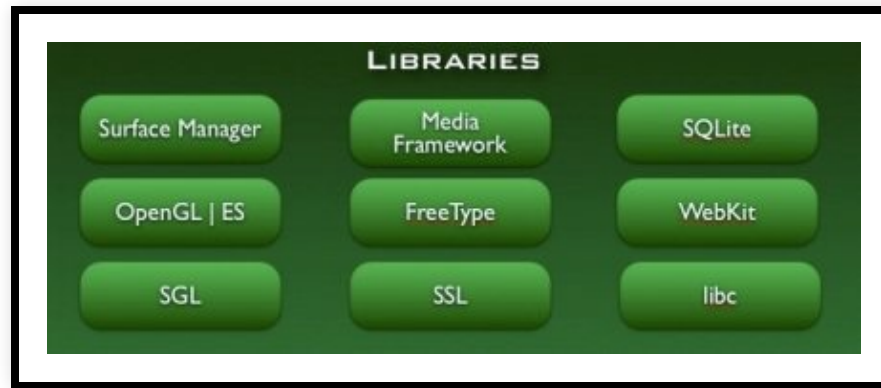 LIBRARIES
Surface Manager
Media
Framework
SQLite
OpenGL | ES
FreeType
WebKit
SGL
SSL
libc